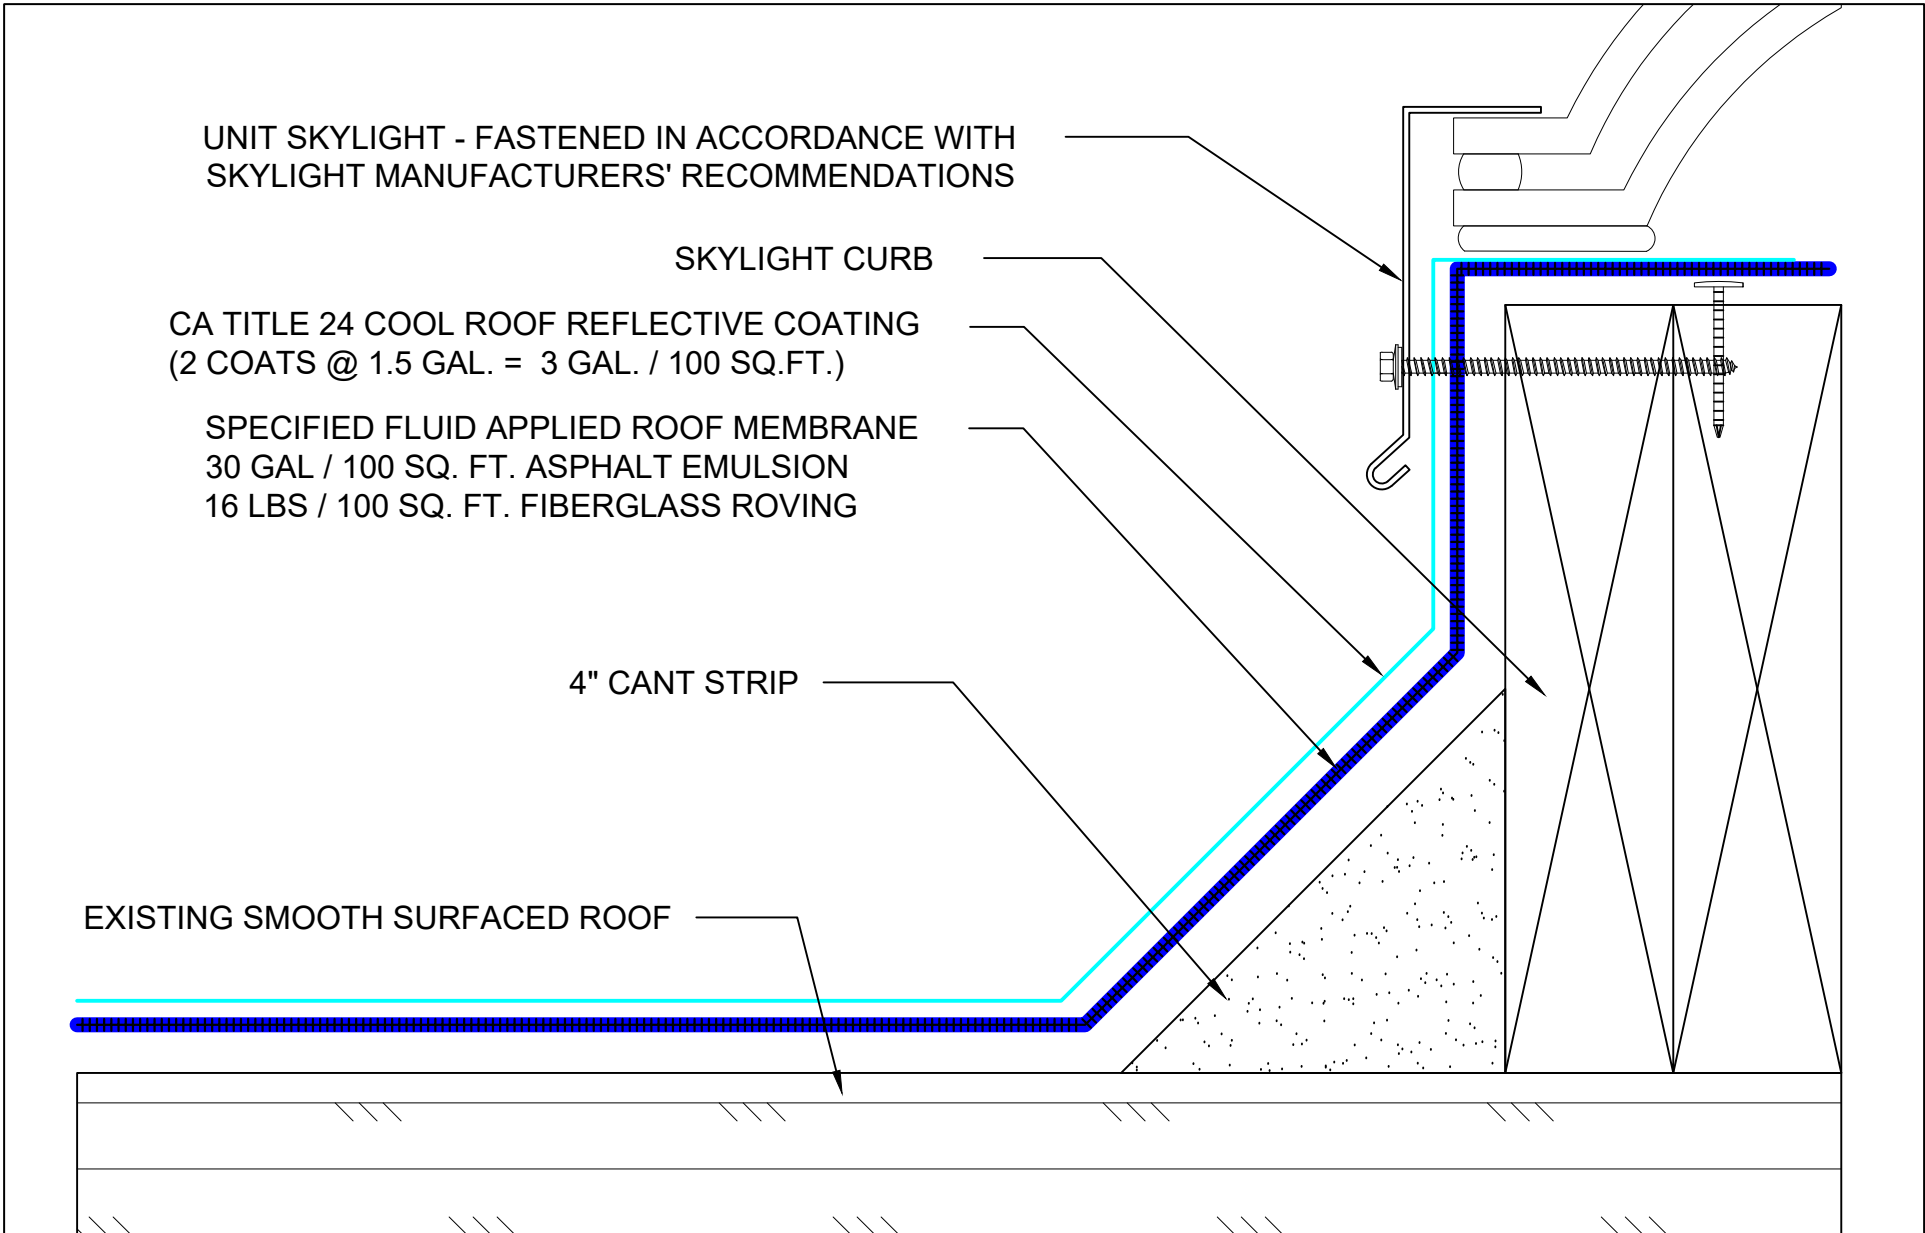 UNIT SKYLIGHT - FASTENED IN ACCORDANCE WITH
SKYLIGHT MANUFACTURERS' RECOMMENDATIONS
SKYLIGHT CURB
CA TITLE 24 COOL ROOF REFLECTIVE COATING
(2 COATS @ 1.5 GAL. = 3 GAL. / 100 SQ.FT.)
SPECIFIED FLUID APPLIED ROOF MEMBRANE
30 GAL / 100 SQ. FT. ASPHALT EMULSION
16 LBS / 100 SQ. FT. FIBERGLASS ROVING
4" CANT STRIP
EXISTING SMOOTH SURFACED ROOF